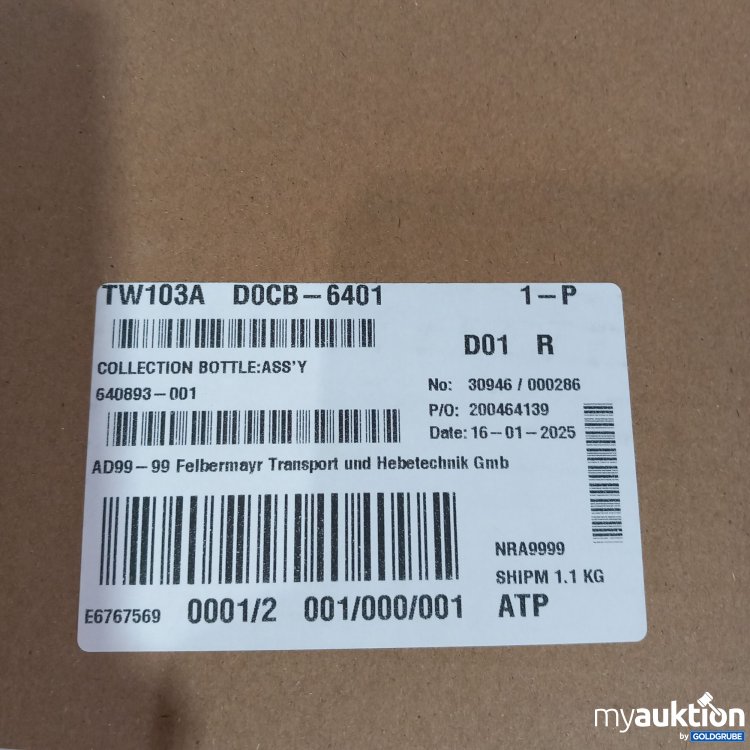 TW103A D0CB-6401 1-P
D01 R
COLLECTION BOTTLE:ASS'Y
640893-001
No: 30946 / 000286
P/O: 200464139
Date: 16-01-2025
AD99-99 Felbermayr Transport und Hebetechnik Gmb
NRA9999
SHIPM 1.1 KG
E6767569 0001/2 001/000/001 ATP
myauktion
by GOLDGRUBE